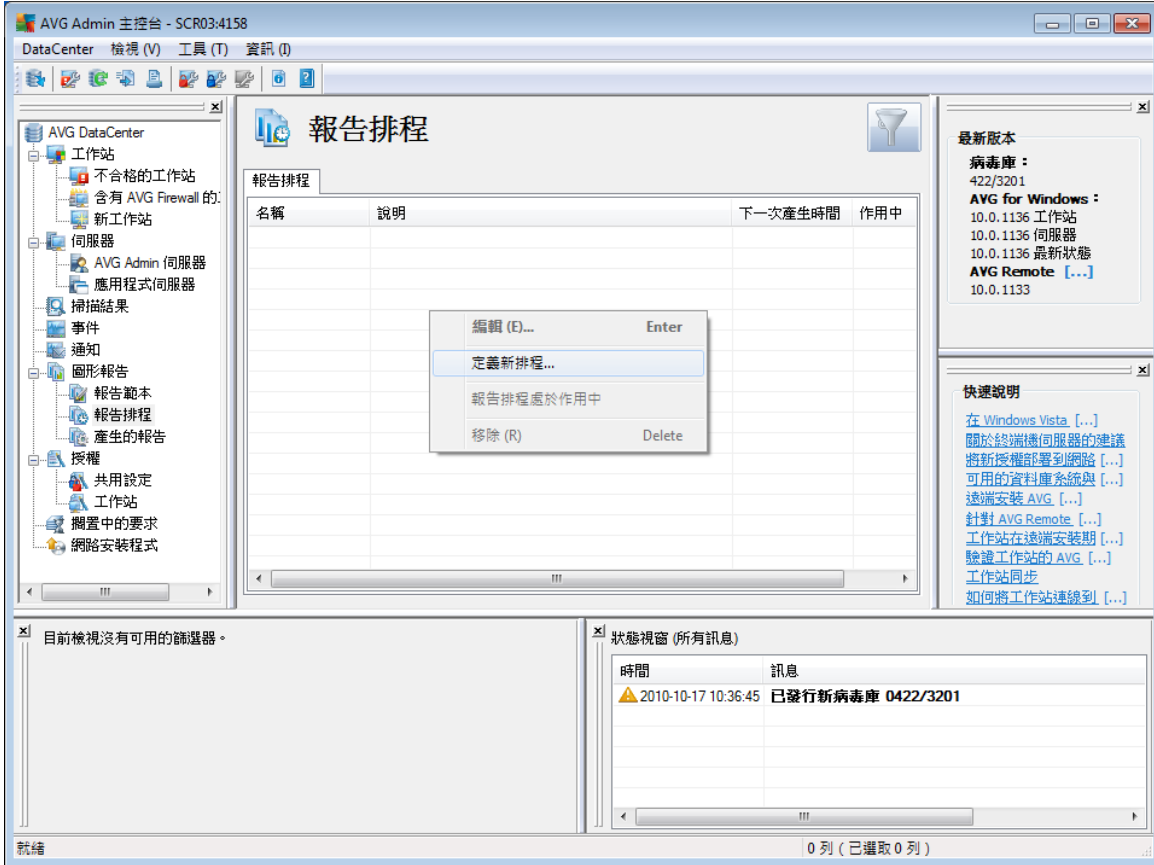 AVG Admin 主控台 - SCR03:4158
DataCenter 檢視 (V) 工具 (T) 資訊 (I)
AVG DataCenter
工作站
不合格的工作站
含有 AVG Firewall 的
新工作站
伺服器
AVG Admin 伺服器
應用程式伺服器
掃描結果
事件
通知
圖形報告
報告範本
報告排程
產生的報告
授權
共用設定
工作站
擱置中的要求
網路安裝程式
報告排程
報告排程
名稱 說明 下一次產生時間 作用中
編輯 (E)... Enter
定義新排程...
報告排程處於作用中
移除 (R) Delete
最新版本
病毒庫：
422/3201
AVG for Windows：
10.0.1136 工作站
10.0.1136 伺服器
10.0.1136 最新狀態
AVG Remote [...]
10.0.1133
快速說明
在 Windows Vista [...]
關於終端機伺服器的建議
將新授權部署到網路 [...]
可用的資料庫系統與 [...]
遠端安裝 AVG [...]
針對 AVG Remote [...]
工作站在遠端安裝期 [...]
驗證工作站的 AVG [...]
工作站同步
如何將工作站連線到 [...]
目前檢視沒有可用的篩選器。
狀態視窗 (所有訊息)
時間 訊息
2010-10-17 10:36:45 已發行新病毒庫 0422/3201
就緒
0 列 ( 已選取 0 列 )